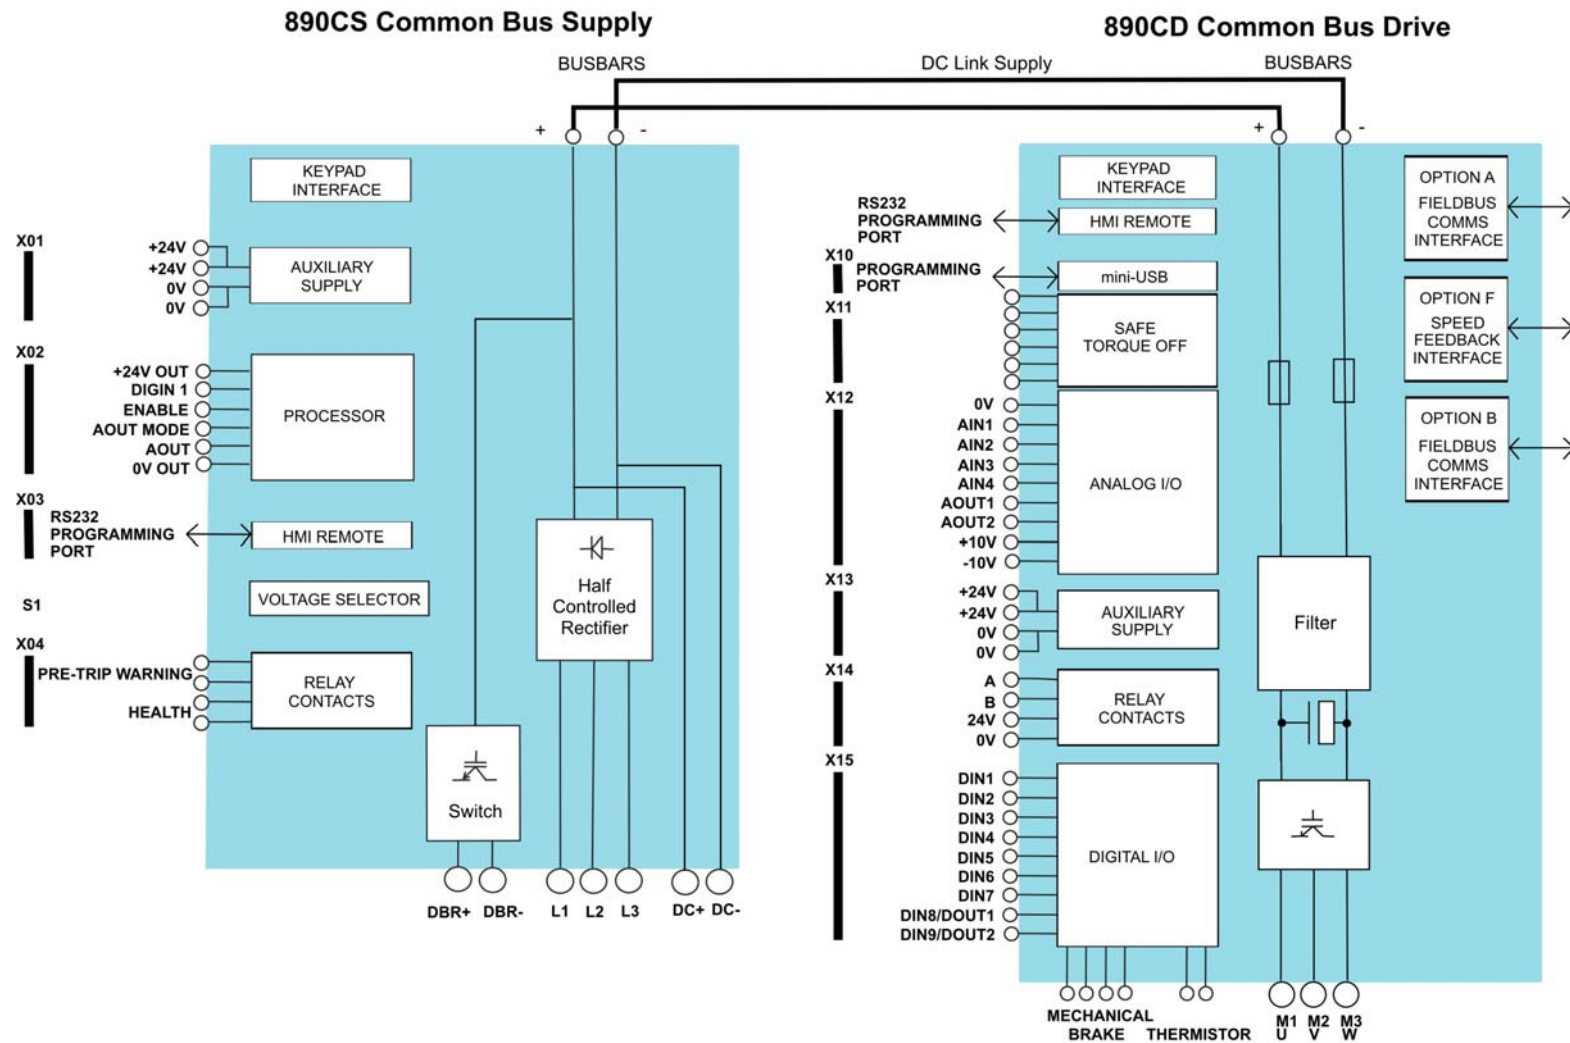 890CS Common Bus Supply
BUSBARS
+
-
KEYPAD
INTERFACE
X01
+24V
+24V
0V
0V
AUXILIARY
SUPPLY
X02
+24V OUT
DIGIN 1
ENABLE
AOUT MODE
AOUT
0V OUT
PROCESSOR
X03
RS232
PROGRAMMING
PORT
HMI REMOTE
S1
VOLTAGE SELECTOR
X04
PRE-TRIP WARNING
HEALTH
RELAY
CONTACTS
Half
Controlled
Rectifier
Switch
DBR+
DBR-
L1
L2
L3
DC+
DC-
DC Link Supply
890CD Common Bus Drive
BUSBARS
+
-
KEYPAD
INTERFACE
RS232
PROGRAMMING
PORT
HMI REMOTE
X10
PROGRAMMING
PORT
mini-USB
X11
SAFE
TORQUE OFF
X12
0V
AIN1
AIN2
AIN3
AIN4
AOUT1
AOUT2
+10V
-10V
ANALOG I/O
X13
+24V
+24V
0V
0V
AUXILIARY
SUPPLY
X14
A
B
24V
0V
RELAY
CONTACTS
X15
DIN1
DIN2
DIN3
DIN4
DIN5
DIN6
DIN7
DIN8/DOUT1
DIN9/DOUT2
DIGITAL I/O
MECHANICAL
BRAKE
THERMISTOR
Filter
M1
U
M2
V
M3
W
OPTION A
FIELDBUS
COMMS
INTERFACE
OPTION F
SPEED
FEEDBACK
INTERFACE
OPTION B
FIELDBUS
COMMS
INTERFACE